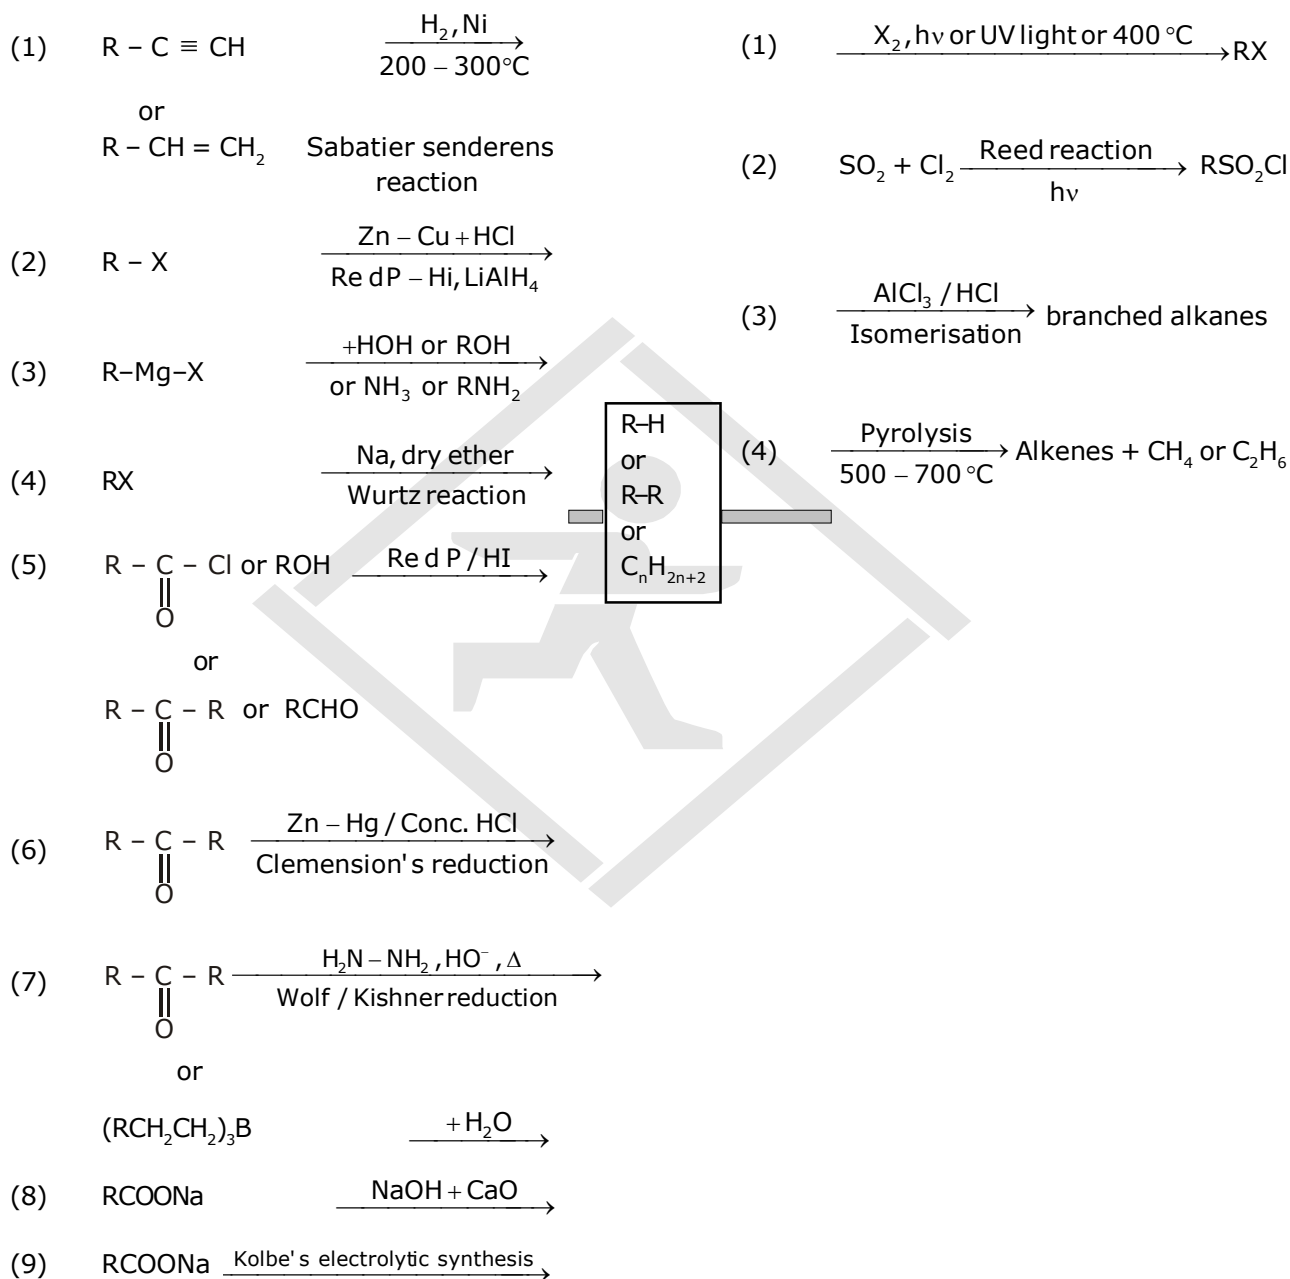 (1) R – C ≡ CH H₂, Ni
200 – 300°C
or
R – CH = CH₂ Sabatier senderens
reaction
(2) R – X Zn – Cu + HCl
Re dP – Hi, LiAlH₄
(3) R–Mg–X +HOH or ROH
or NH₃ or RNH₂
(4) RX Na, dry ether
Wurtz reaction
(5) R – C – Cl or ROH Re d P / HI
O
or
R – C – R or RCHO
O
(6) R – C – R Zn – Hg / Conc. HCl
Clemension's reduction
O
(7) R – C – R H₂N – NH₂ , HO⁻ , Δ
Wolf / Kishner reduction
O
or
(RCH₂CH₂)₃B + H₂O
(8) RCOONa NaOH + CaO
(9) RCOONa Kolbe's electrolytic synthesis
R–H
or
R–R
or
CₙH₂ₙ₊₂
(1) X₂, hν or UV light or 400 °C RX
(2) SO₂ + Cl₂ Reed reaction RSO₂Cl
hν
(3) AlCl₃ / HCl branched alkanes
Isomerisation
(4) Pyrolysis Alkenes + CH₄ or C₂H₆
500 – 700 °C